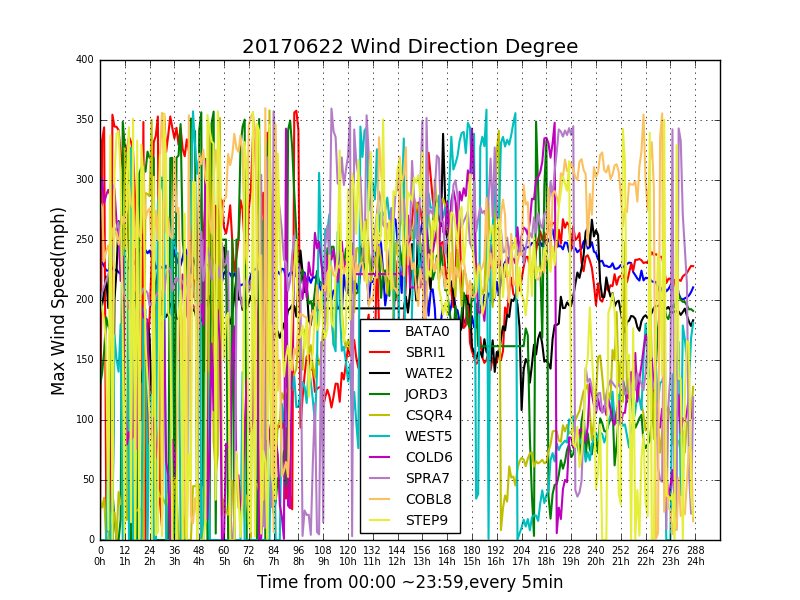 20170622 Wind Direction Degree
Max Wind Speed(mph)
400
350
300
250
200
150
100
50
0
BATA0
SBRI1
WATE2
JORD3
CSQR4
WEST5
COLD6
SPRA7
COBL8
STEP9
0 12 24 36 48 60 72 84 96 108 120 132 144 156 168 180 192 204 216 228 240 252 264 276 288
0h 1h 2h 3h 4h 5h 6h 7h 8h 9h 10h 11h 12h 13h 14h 15h 16h 17h 18h 19h 20h 21h 22h 23h 24h
Time from 00:00 ~23:59,every 5min